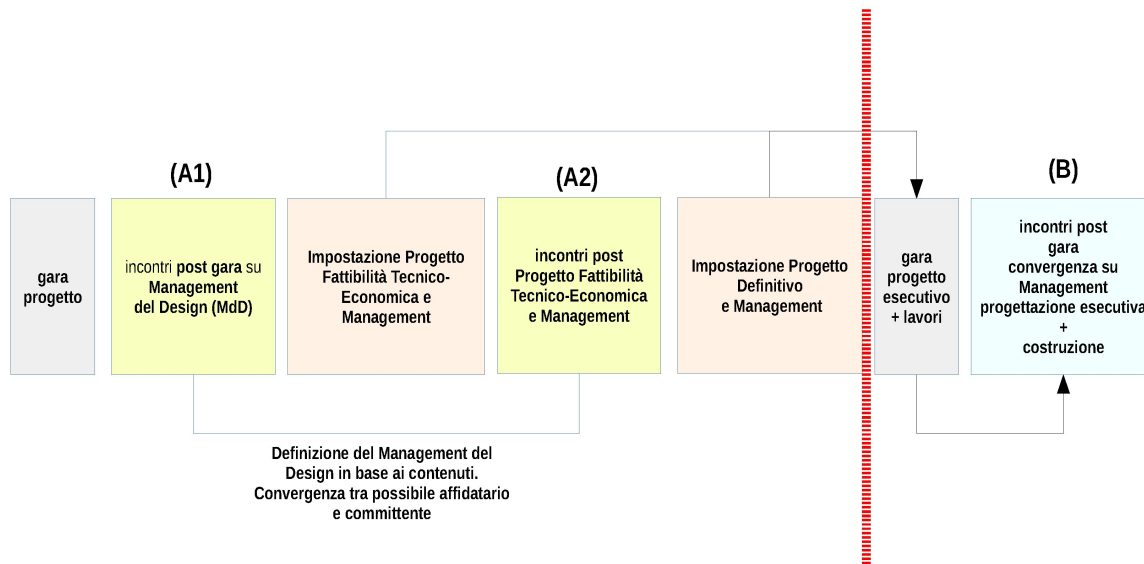 (A1)
(A2)
(B)
gara
progetto
incontri post gara su
Management
del Design (MdD)
Impostazione Progetto
Fattibilità Tecnico-
Economica e
Management
incontri post
Progetto Fattibilità
Tecnico-Economica
e Management
Impostazione Progetto
Definitivo
e Management
gara
progetto
esecutivo
+ lavori
incontri post
gara
convergenza su
Management
progettazione esecutiva
+
costruzione
Definizione del Management del
Design in base ai contenuti.
Convergenza tra possibile affidatario
e committente